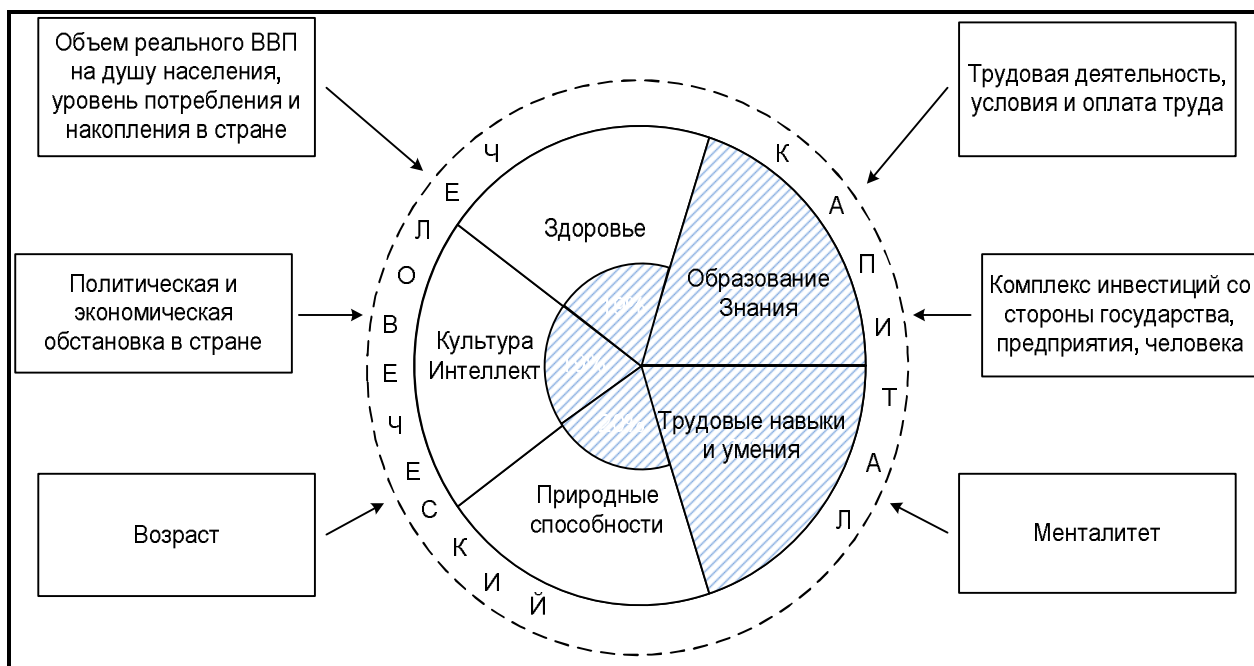 Объем реального ВВП
на душу населения,
уровень потребления и
накопления в стране
Политическая и
экономическая
обстановка в стране
Возраст
ЧЕЛОВЕЧЕСКИЙ
КАПИТАЛ
Здоровье
Образование
Знания
Культура
Интеллект
Трудовые навыки
и умения
Природные
способности
Трудовая деятельность,
условия и оплата труда
Комплекс инвестиций со
стороны государства,
предприятия, человека
Менталитет